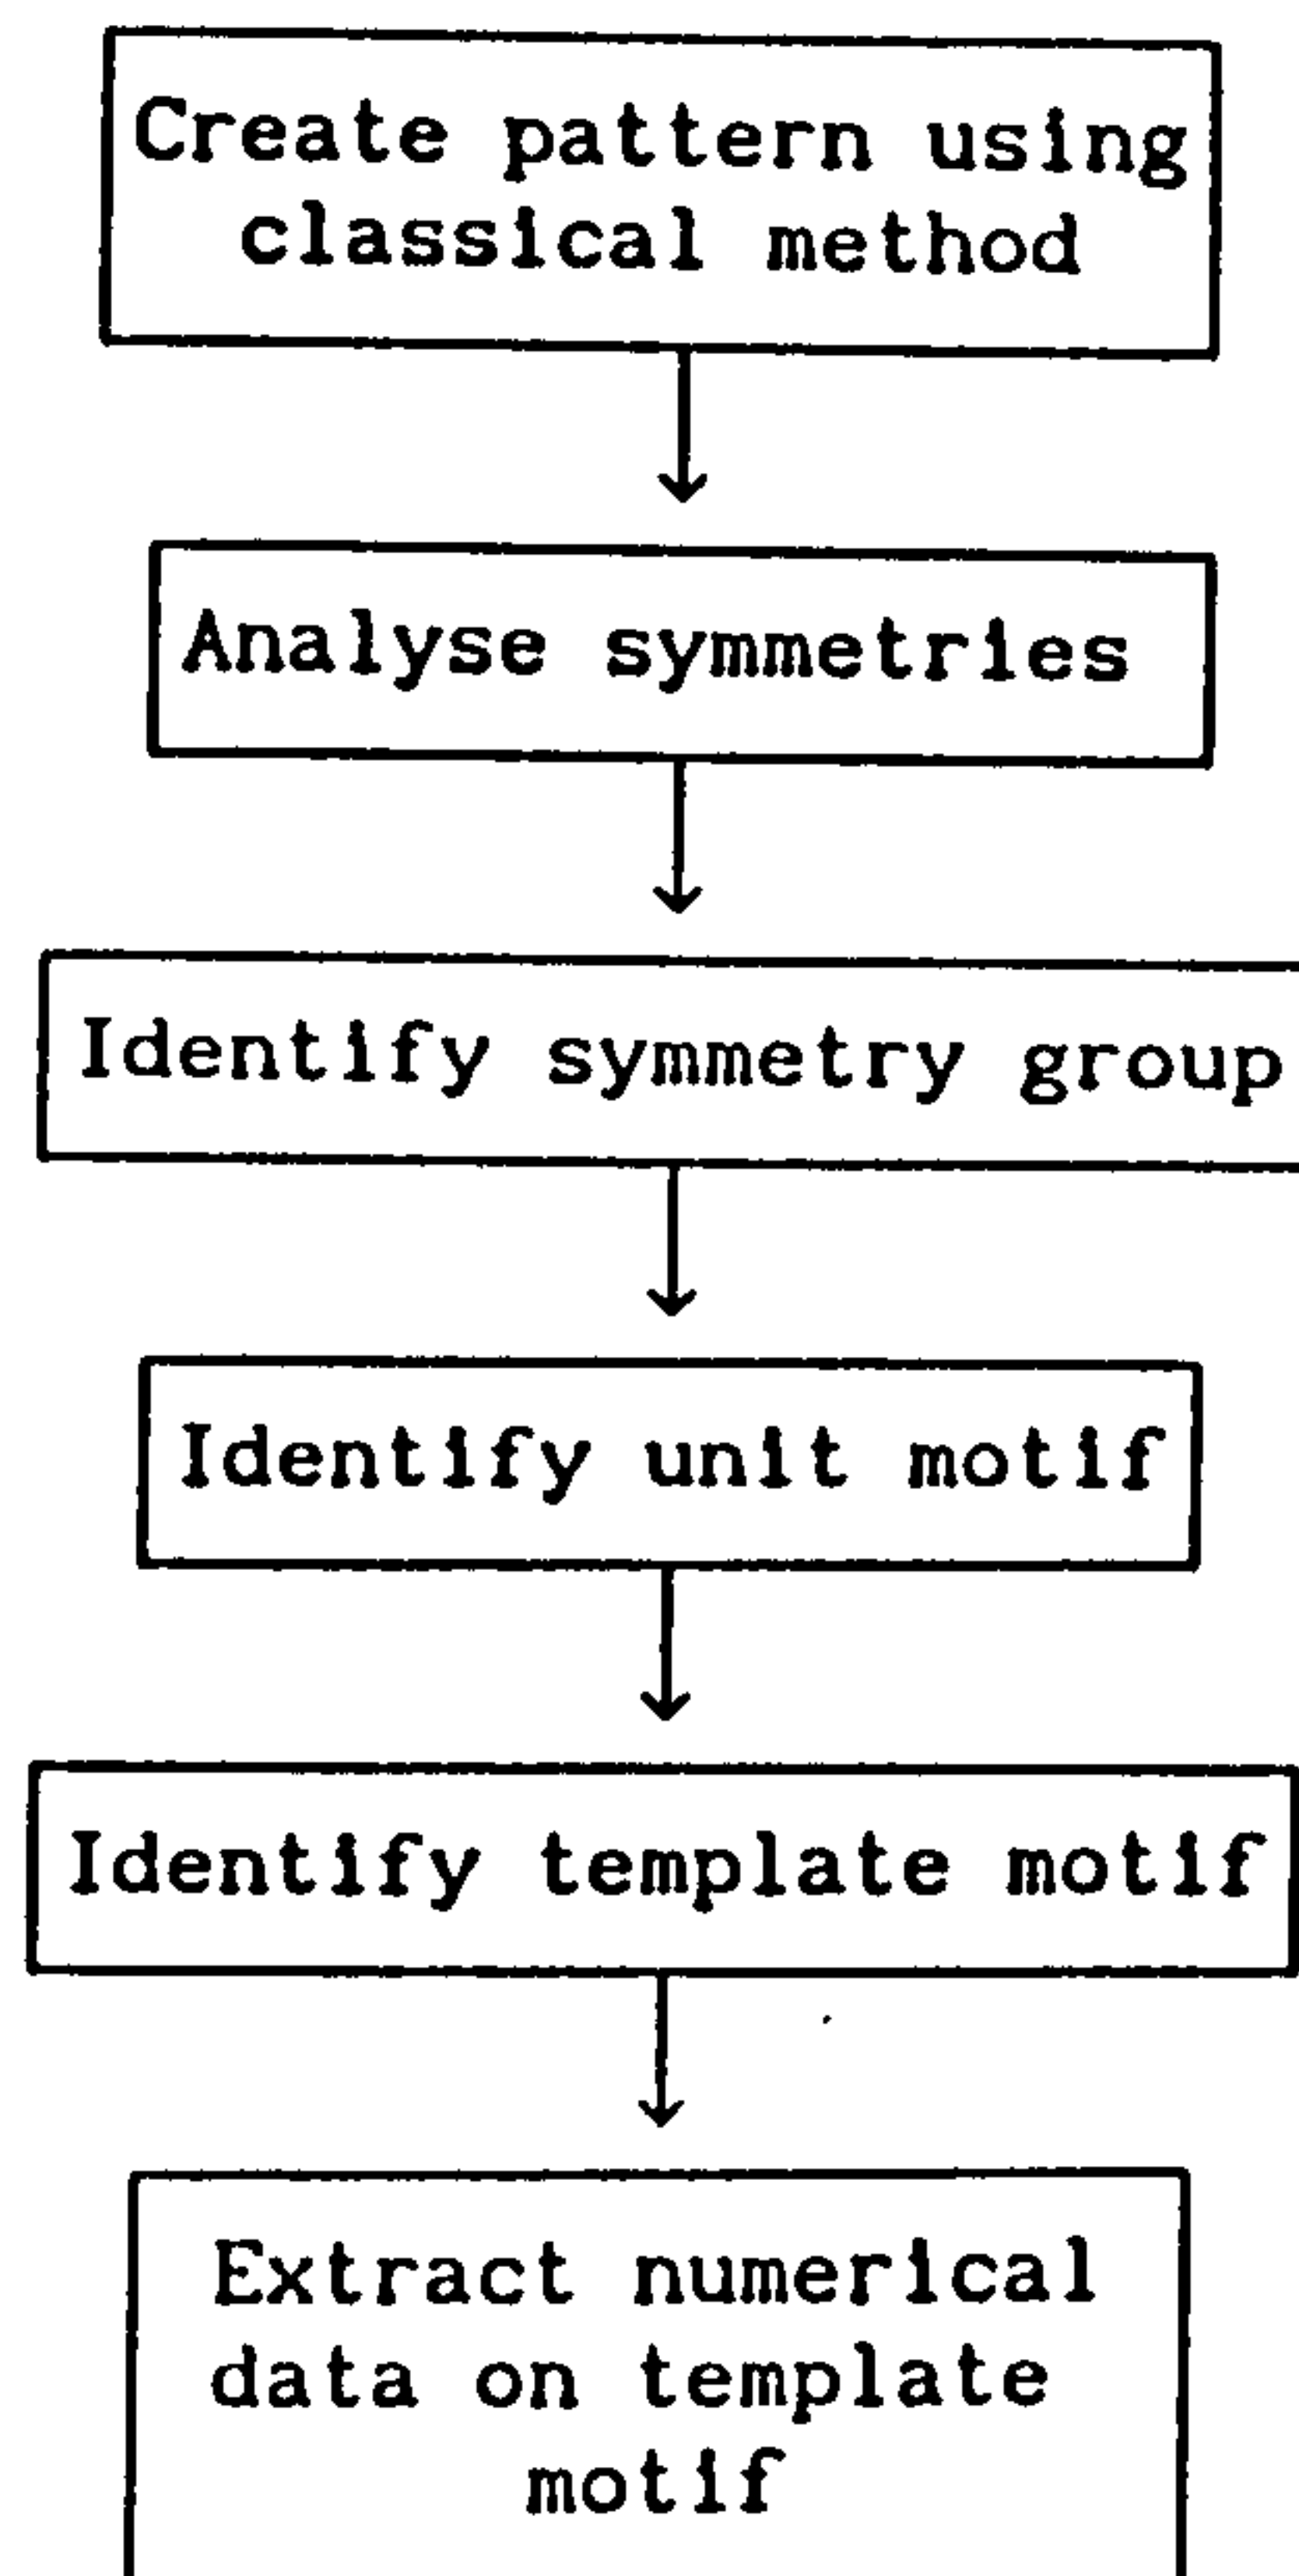 Create pattern using
classical method
Analyse symmetries
Identify symmetry group
Identify unit motif
Identify template motif
Extract numerical
data on template
motif